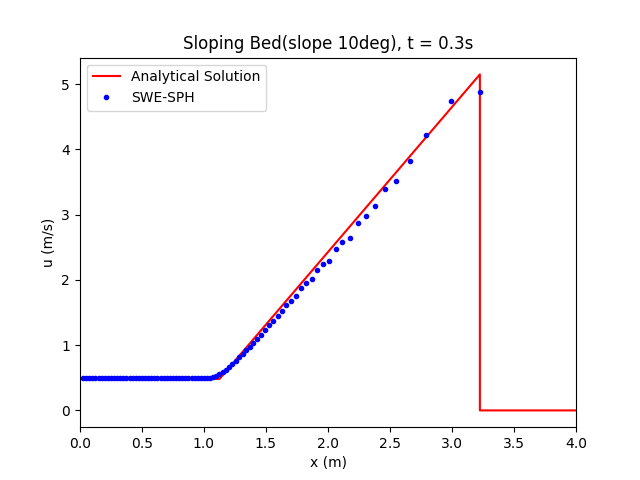 Sloping Bed(slope 10deg), t = 0.3s
Analytical Solution
SWE-SPH
u (m/s)
5
4
3
2
1
0
0.0 0.5 1.0 1.5 2.0 2.5 3.0 3.5 4.0
x (m)